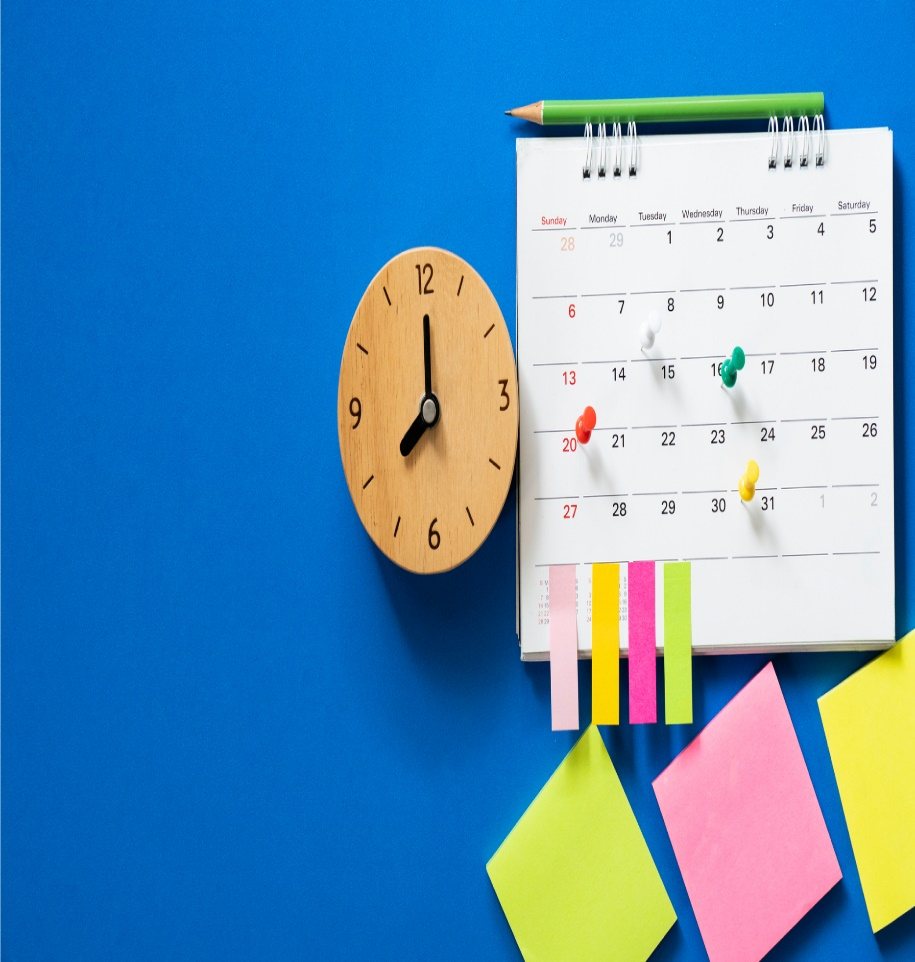 12
3
9
6
Sunday Monday Tuesday Wednesday Thursday Friday Saturday
28 29 1 2 3 4 5
6 7 8 9 10 11 12
13 14 15 16 17 18 19
20 21 22 23 24 25 26
27 28 29 30 31 1 2